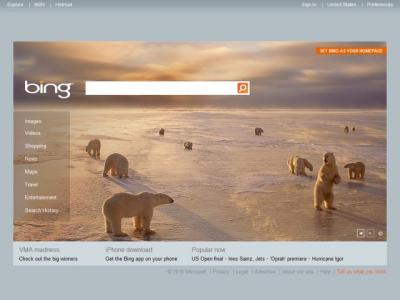 Explore | MSN | Hotmail
Sign in | United States | Preferences
SET BING AS YOUR HOMEPAGE
bing
Images
Videos
Shopping
News
Maps
Travel
Entertainment
Search History
VMA madness
Check out the big winners
iPhone download
Get the Bing app on your phone
Popular now
US Open final - Ines Sainz, Jets - 'Oprah' premiere - Hurricane Igor
© 2010 Microsoft | Privacy | Legal | Advertise | About our ads | Help | Tell us what you think